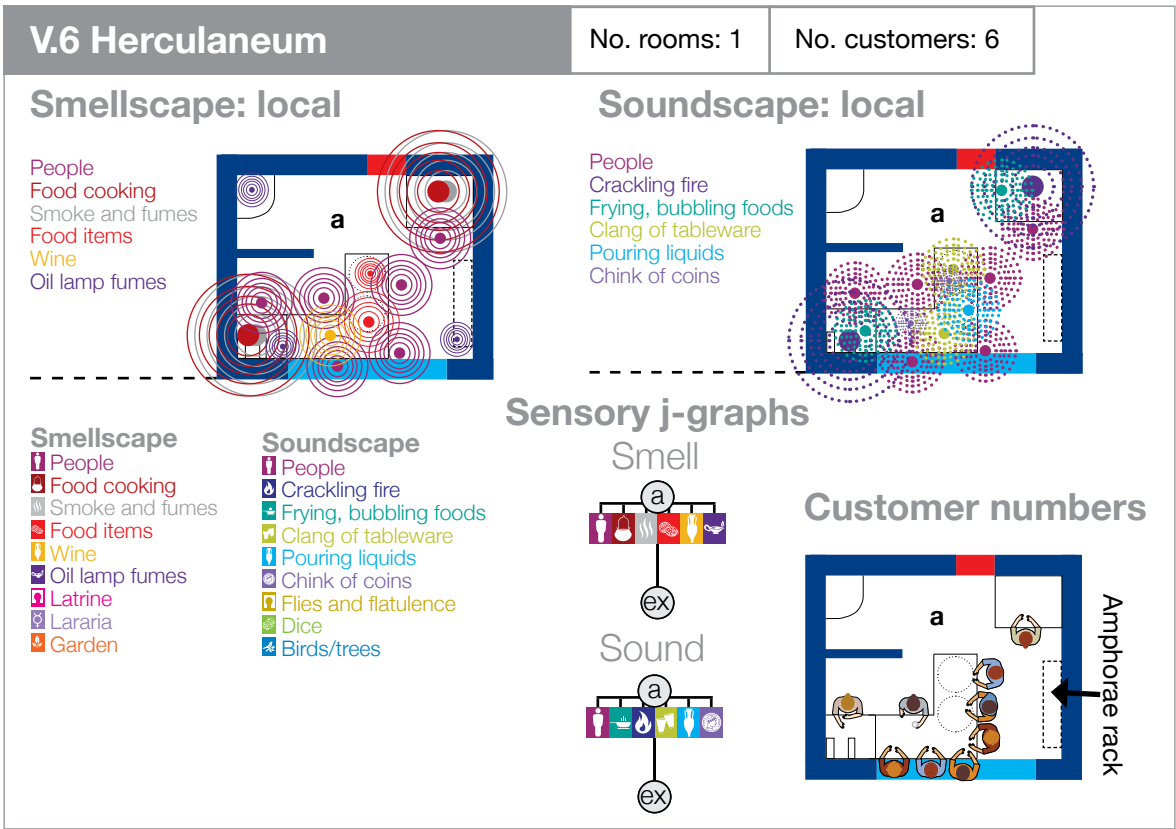 V.6 Herculaneum
No. rooms: 1
No. customers: 6
Smellscape: local
People
Food cooking
Smoke and fumes
Food items
Wine
Oil lamp fumes
a
Soundscape: local
People
Crackling fire
Frying, bubbling foods
Clang of tableware
Pouring liquids
Chink of coins
a
Smellscape
People
Food cooking
Smoke and fumes
Food items
Wine
Oil lamp fumes
Latrine
Lararia
Garden
Soundscape
People
Crackling fire
Frying, bubbling foods
Clang of tableware
Pouring liquids
Chink of coins
Flies and flatulence
Dice
Birds/trees
Sensory j-graphs
Smell
a
ex
Sound
a
ex
Customer numbers
a
Amphorae rack